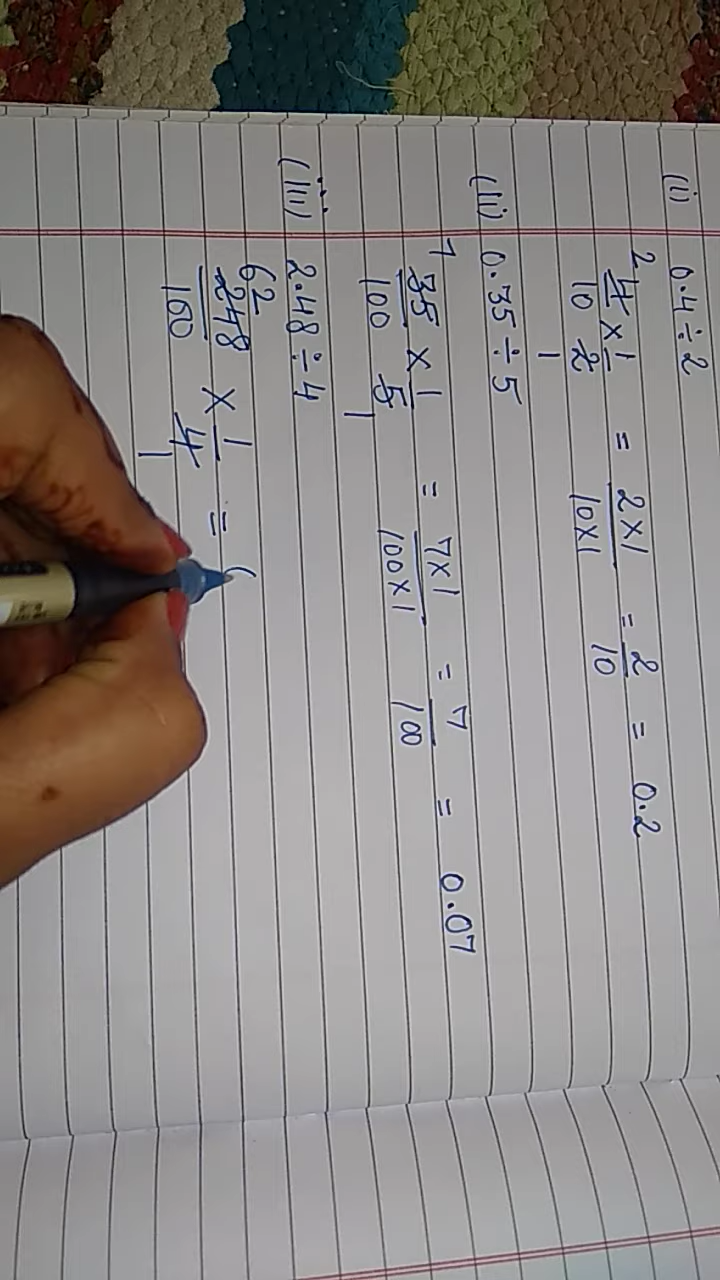 (i) 0.4 ÷ 2
2 4/10 × 1/2 1 = 2×1/10×1 = 2/10 = 0.2
(ii) 0.35 ÷ 5
7 35/100 × 1/5 1 = 7×1/100×1 = 7/100 = 0.07
(iii) 2.48 ÷ 4
62 248/100 × 1/4 1 =